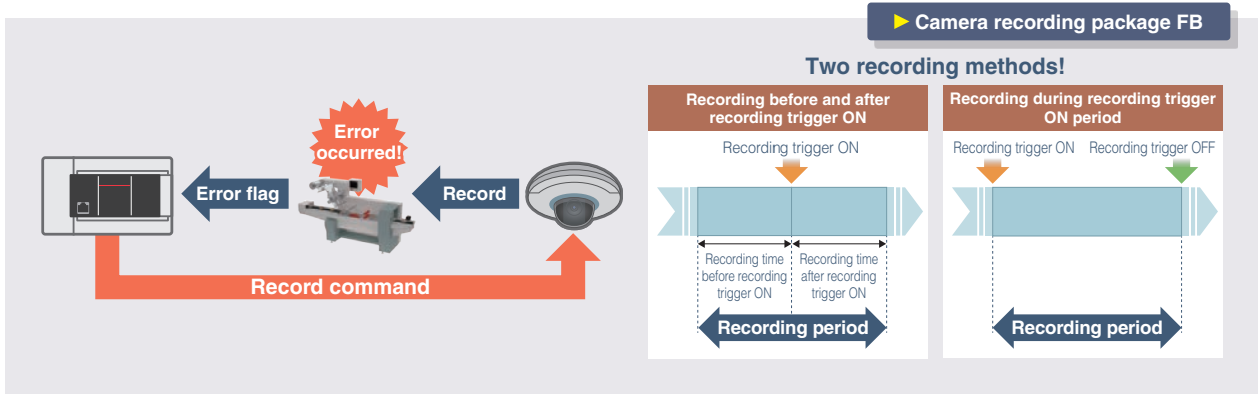 ▶ Camera recording package FB
Two recording methods!
Error
occurred!
Error flag
Record
Record command
Recording before and after
recording trigger ON
Recording trigger ON
Recording time
before recording
trigger ON
Recording time
after recording
trigger ON
Recording period
Recording during recording trigger
ON period
Recording trigger ON
Recording trigger OFF
Recording period